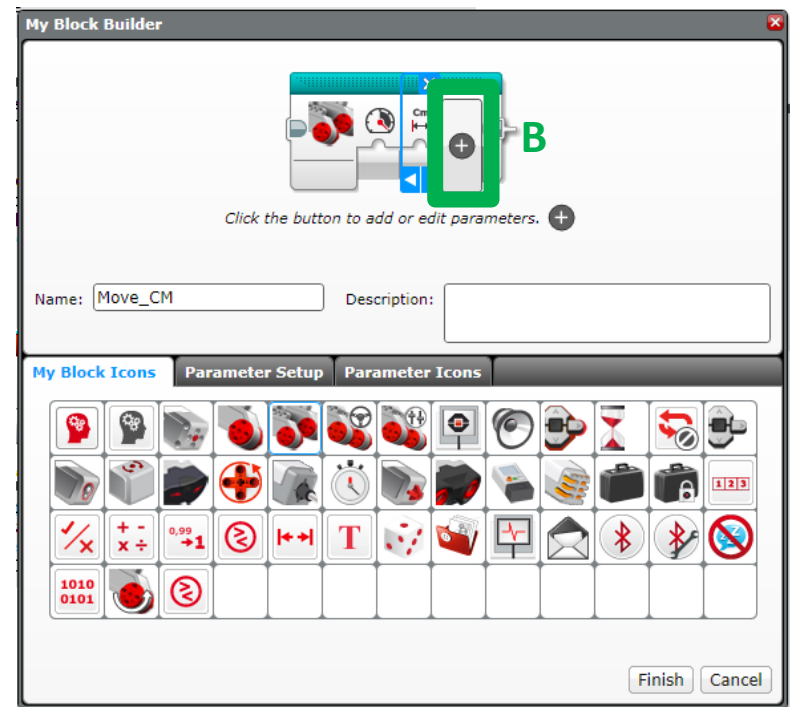 My Block Builder
Cm
B
Click the button to add or edit parameters.
Name: Move_CM Description:
My Block Icons Parameter Setup Parameter Icons
1 2 3
0,99
1
T
1010
0101
Finish Cancel